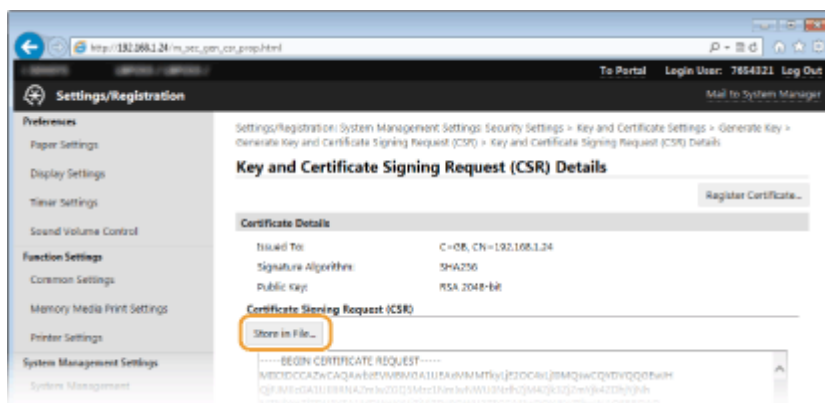 http://192.168.1.24/m_sec_gen_csr_prop.html
To Portal Login User: 7654321 Log Out
Settings/Registration
Mail to System Manager
Preferences
Paper Settings
Display Settings
Timer Settings
Sound Volume Control
Function Settings
Common Settings
Memory Media Print Settings
Printer Settings
System Management Settings
System Management
Settings/Registration: System Management Settings: Security Settings > Key and Certificate Settings > Generate Key >
Generate Key and Certificate Signing Request (CSR) > Key and Certificate Signing Request (CSR) Details
Key and Certificate Signing Request (CSR) Details
Register Certificate...
Certificate Details
Issued To: C=GB, CN=192.168.1.24
Signature Algorithm: SHA256
Public Key: RSA 2048-bit
Certificate Signing Request (CSR)
Store in File...
-----BEGIN CERTIFICATE REQUEST-----